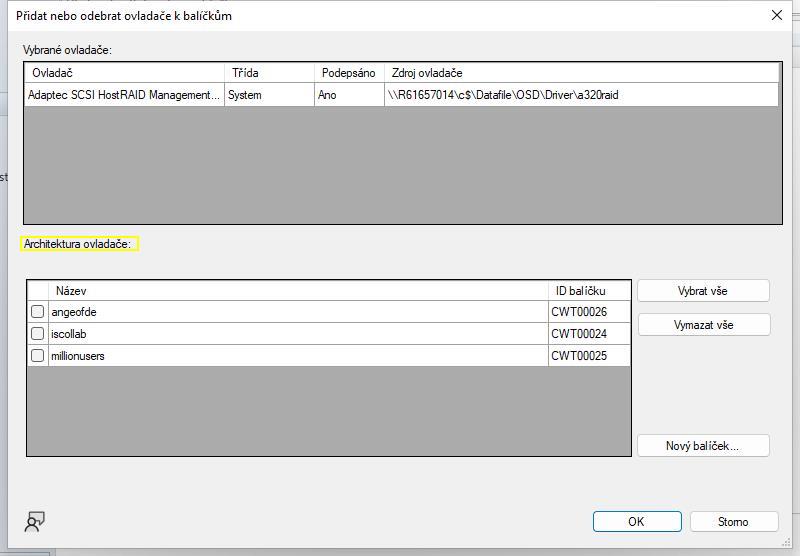 Přidat nebo odebrat ovladače k balíčkům
Vybrané ovladače:
Ovladač Třída Podepsáno Zdroj ovladače
Adaptec SCSI HostRAID Management... System Ano \\R61657014\c$\Datafile\OSD\Driver\a320raid
Architektura ovladače:
Název ID balíčku
angeofde CWT00026
iscollab CWT00024
millionusers CWT00025
Vybrat vše
Vymazat vše
Nový balíček...
OK Storno